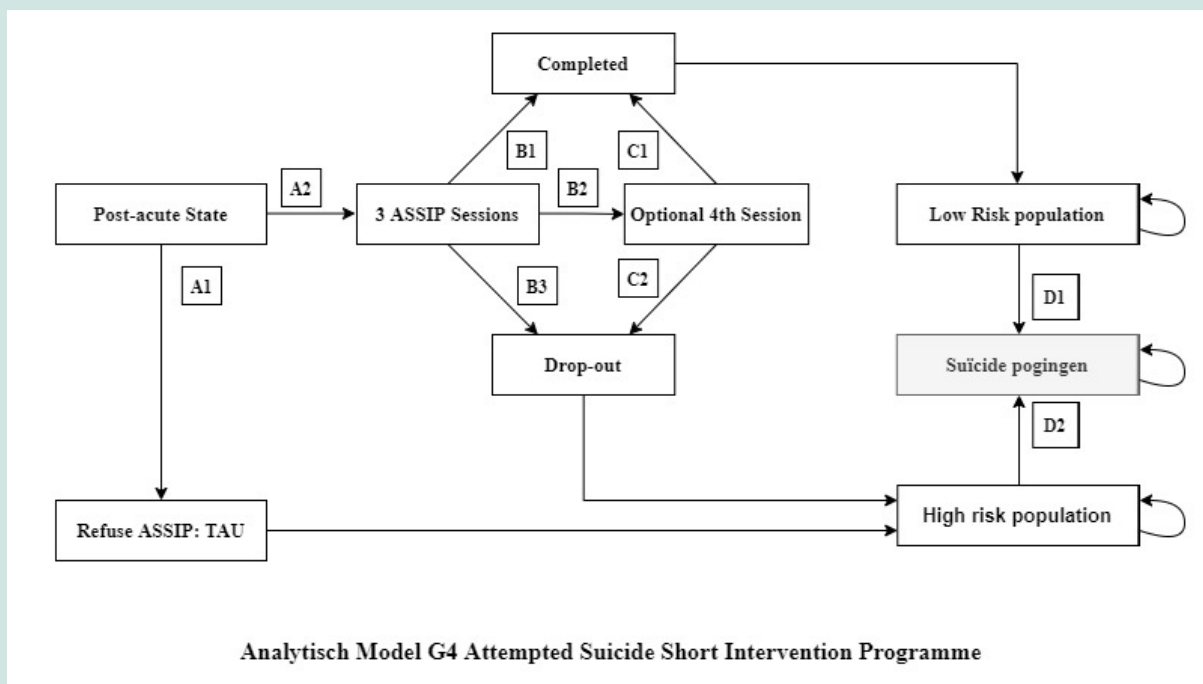 Completed
B1
C1
A2
B2
Post-acute State
3 ASSIP Sessions
Optional 4th Session
Low Risk population
A1
B3
C2
D1
Drop-out
Suïcide pogingen
D2
Refuse ASSIP: TAU
High risk population
Analytisch Model G4 Attempted Suicide Short Intervention Programme